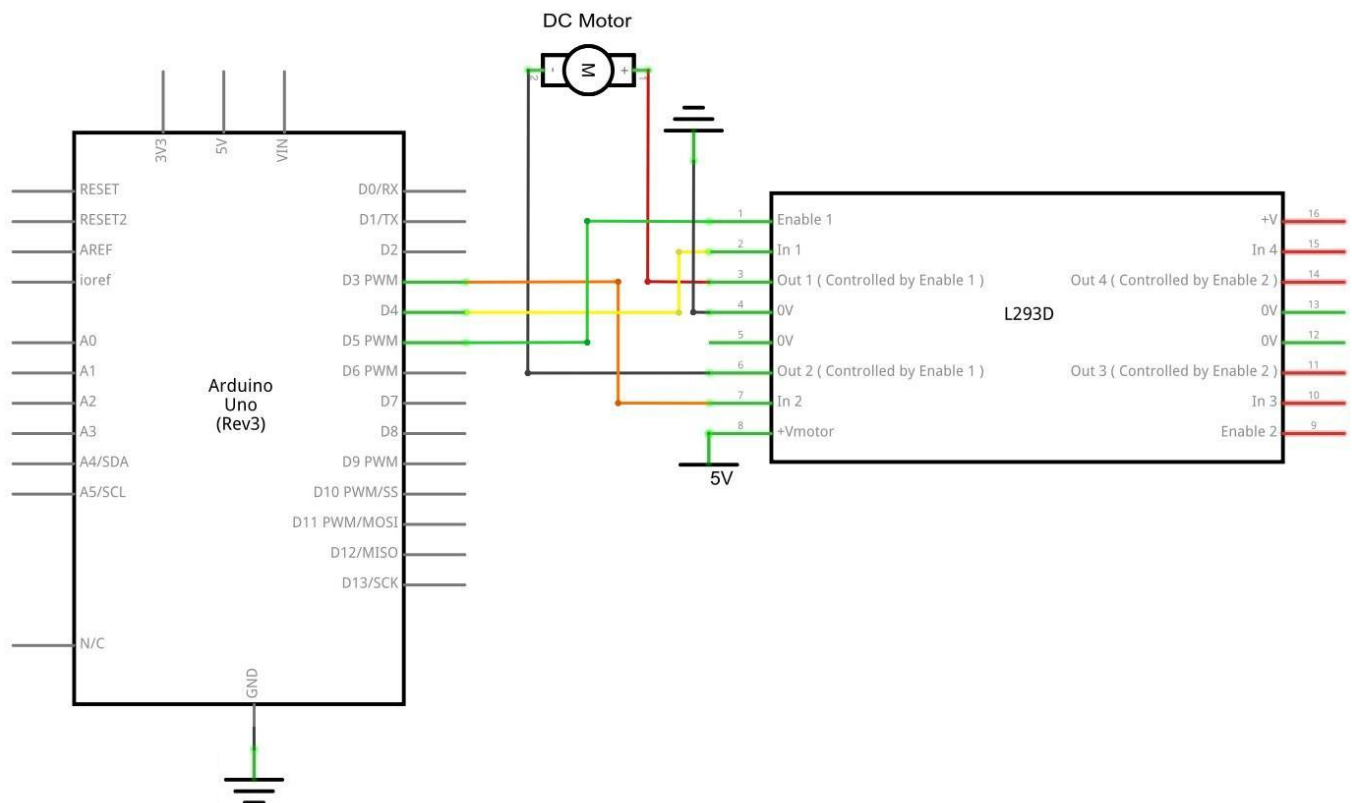 DC Motor
- M +
2 1
3V3 5V VIN
RESET
RESET2
AREF
ioref
A0
A1
A2
A3
A4/SDA
A5/SCL
N/C
Arduino
Uno
(Rev3)
D0/RX
D1/TX
D2
D3 PWM
D4
D5 PWM
D6 PWM
D7
D8
D9 PWM
D10 PWM/SS
D11 PWM/MOSI
D12/MISO
D13/SCK
GND
1 Enable 1
2 In 1
3 Out 1 ( Controlled by Enable 1 )
4 0V
5 0V
6 Out 2 ( Controlled by Enable 1 )
7 In 2
8 +Vmotor
5V
L293D
+V 16
In 4 15
Out 4 ( Controlled by Enable 2 ) 14
0V 13
0V 12
Out 3 ( Controlled by Enable 2 ) 11
In 3 10
Enable 2 9